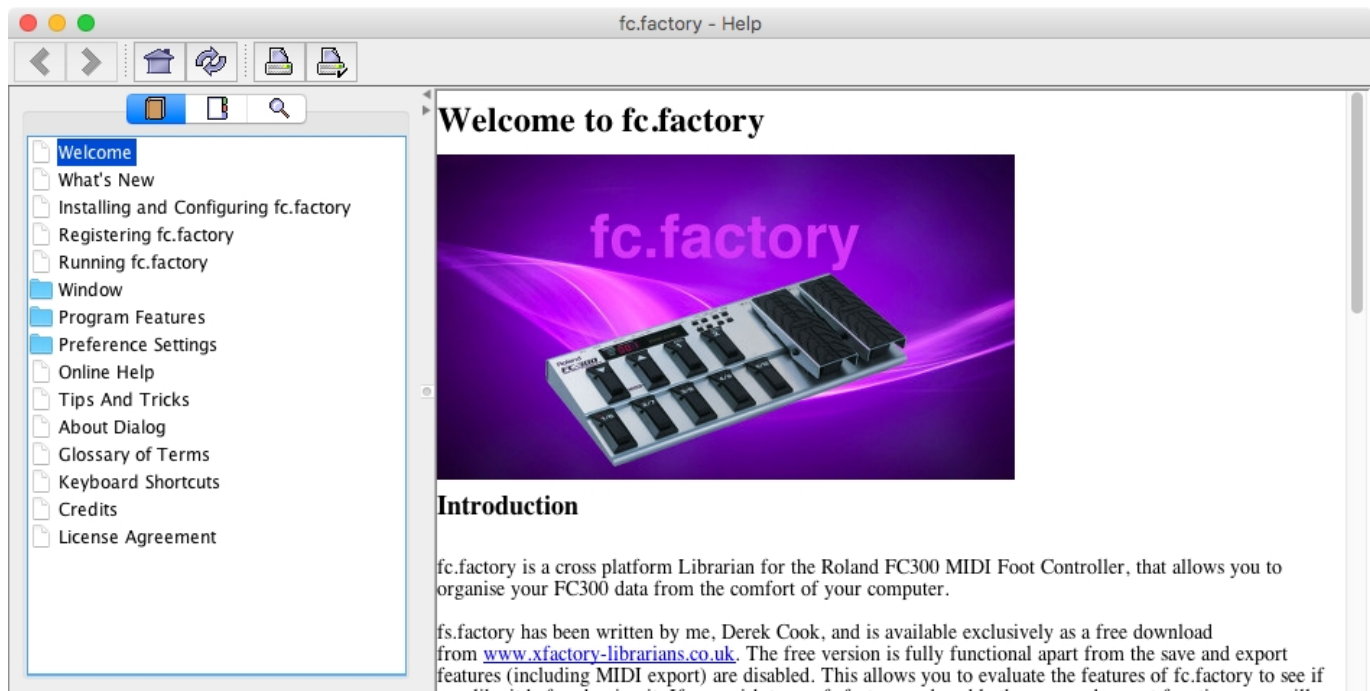 fc.factory - Help
Welcome
What's New
Installing and Configuring fc.factory
Registering fc.factory
Running fc.factory
Window
Program Features
Preference Settings
Online Help
Tips And Tricks
About Dialog
Glossary of Terms
Keyboard Shortcuts
Credits
License Agreement
Welcome to fc.factory
fc.factory
Roland
FC-300
Introduction
fc.factory is a cross platform Librarian for the Roland FC300 MIDI Foot Controller, that allows you to
organise your FC300 data from the comfort of your computer.
fs.factory has been written by me, Derek Cook, and is available exclusively as a free download
from www.xfactory-librarians.co.uk. The free version is fully functional apart from the save and export
features (including MIDI export) are disabled. This allows you to evaluate the features of fc.factory to see if